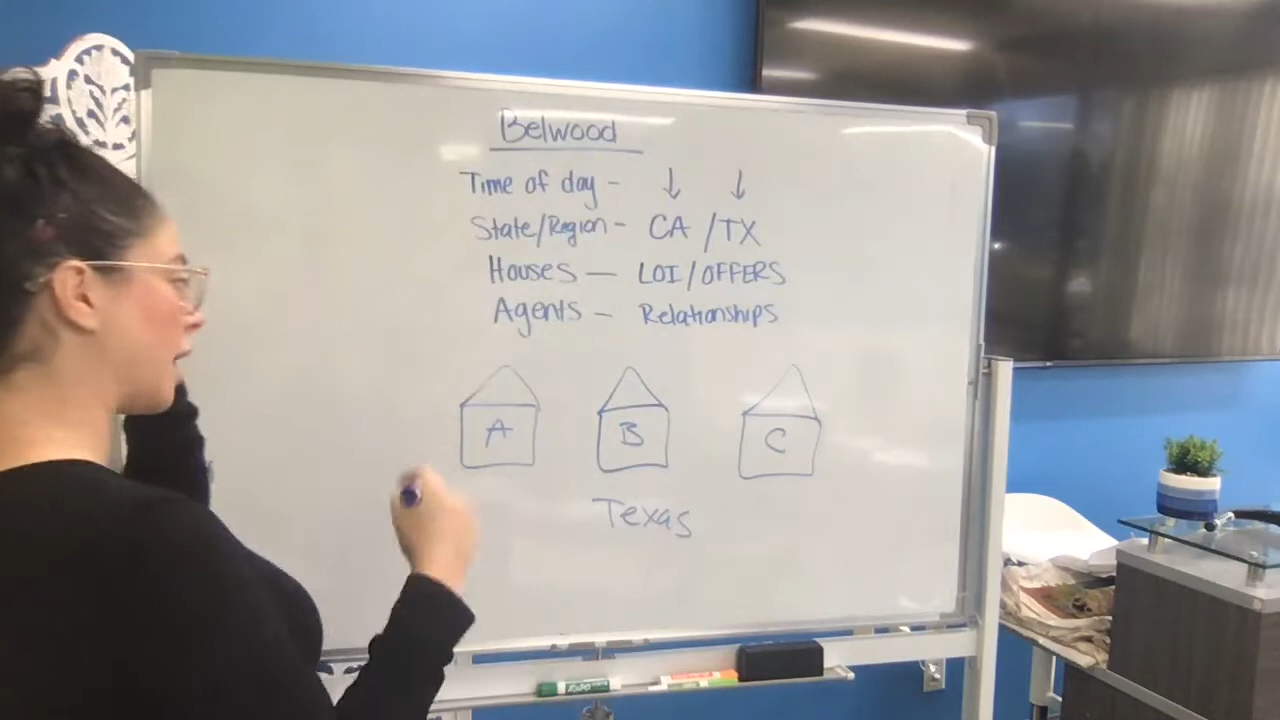 Belwood
Time of day - ↓ ↓
State/Region - CA / TX
Houses — LOI/OFFERS
Agents - Relationships
A B C
Texas